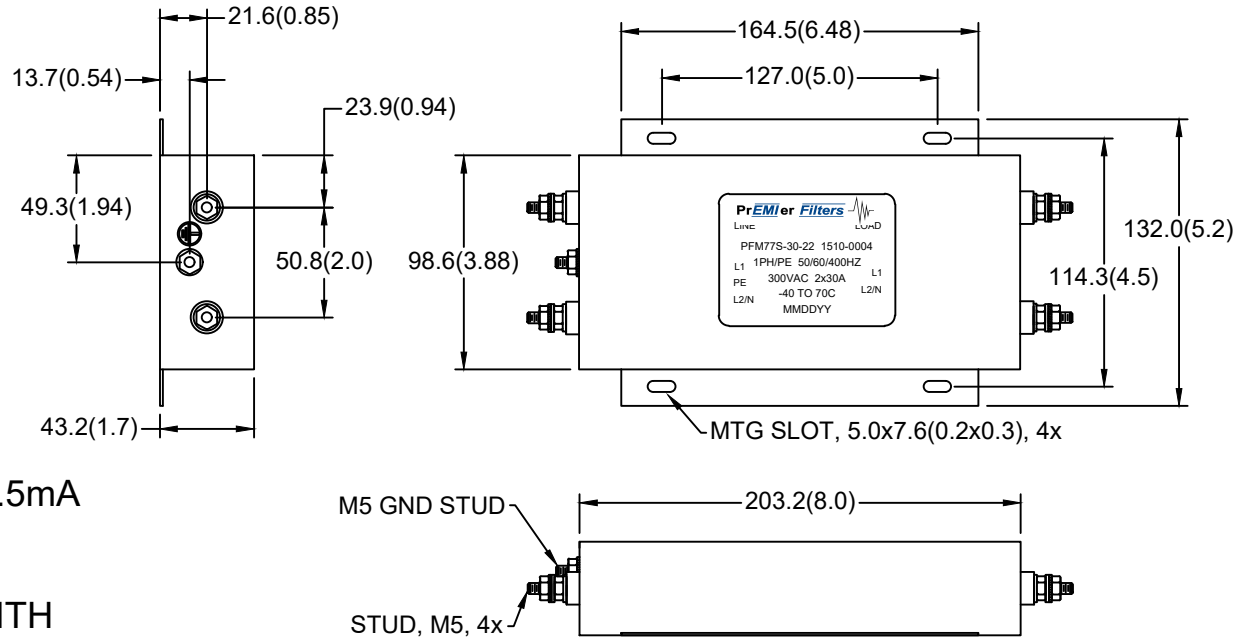 21.6(0.85)
13.7(0.54)
23.9(0.94)
49.3(1.94)
50.8(2.0)
43.2(1.7)
164.5(6.48)
127.0(5.0)
98.6(3.88)
132.0(5.2)
114.3(4.5)
PrEMIer Filters
LINE LOAD
PFM77S-30-22 1510-0004
1PH/PE 50/60/400HZ
L1 L1
300VAC 2x30A
PE
-40 TO 70C
L2/N L2/N
MMDDYY
MTG SLOT, 5.0x7.6(0.2x0.3), 4x
.5mA
M5 GND STUD
203.2(8.0)
ITH
STUD, M5, 4x